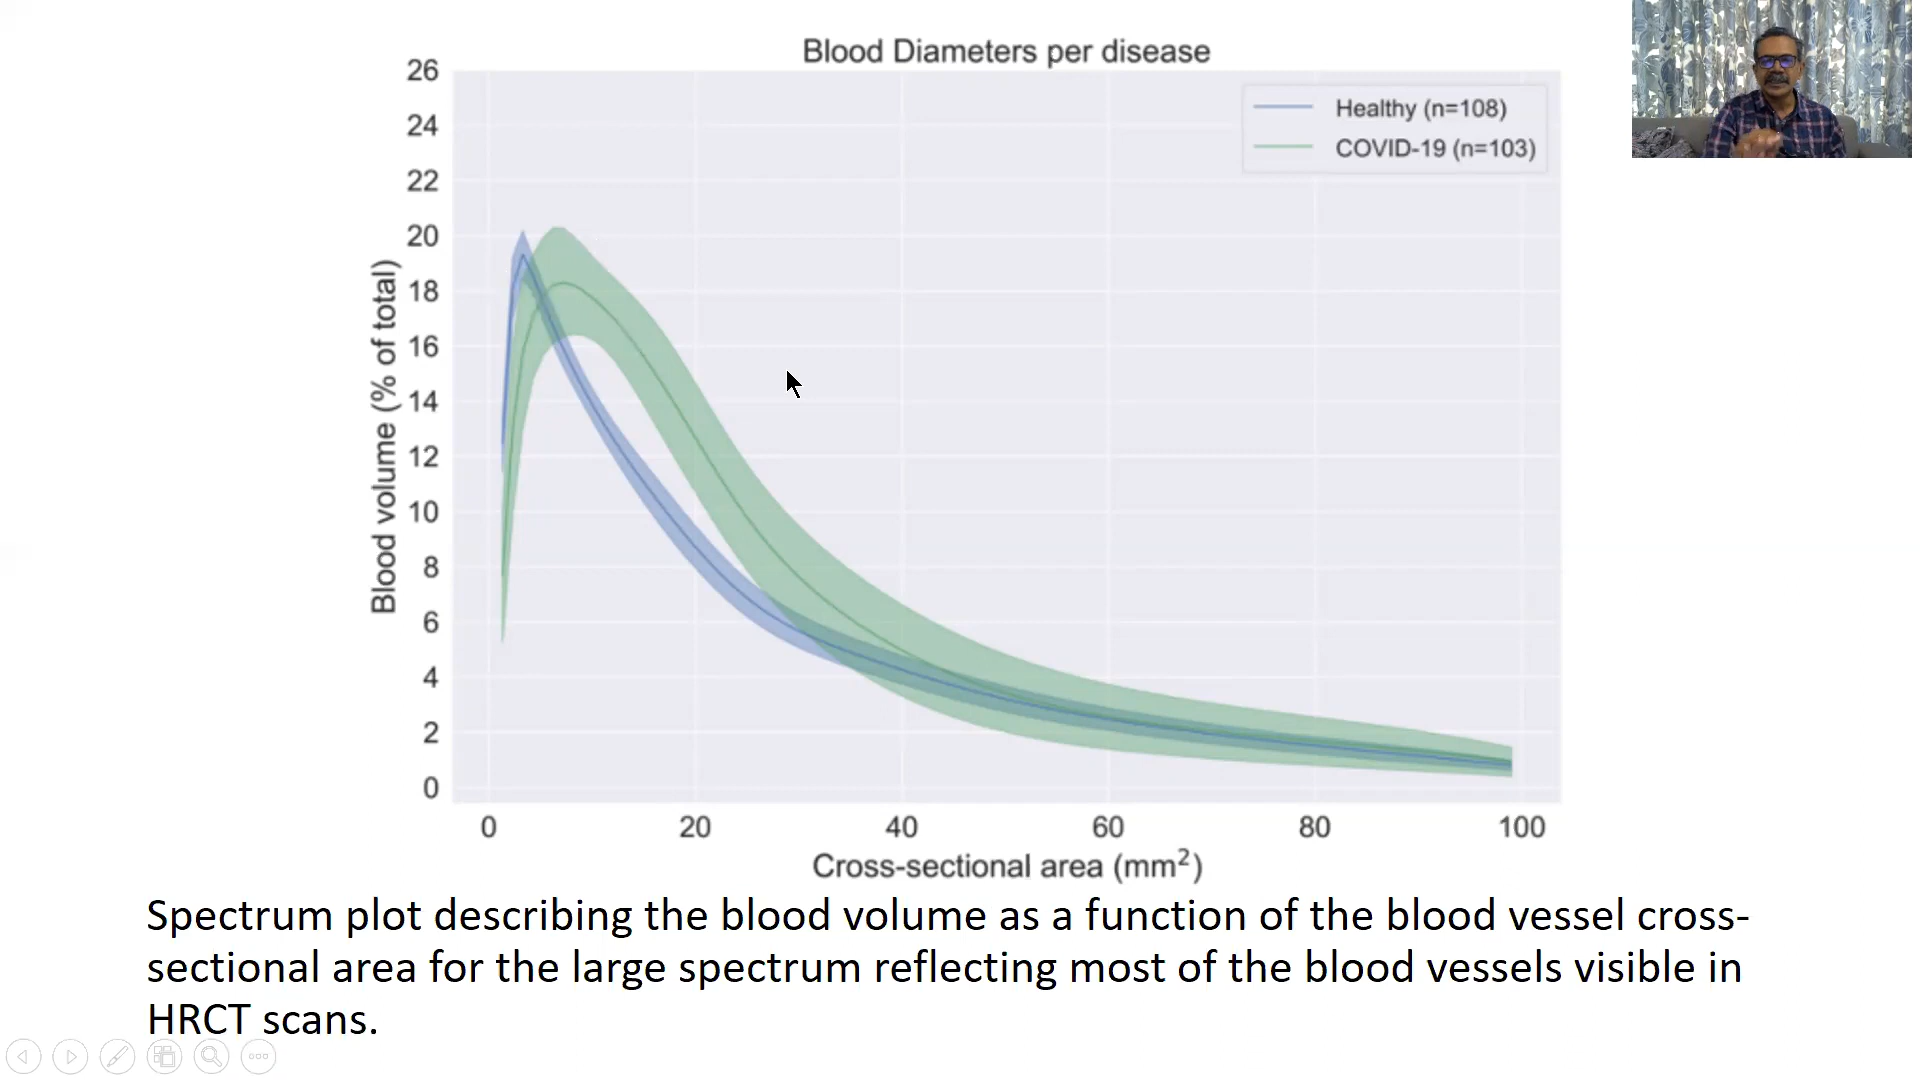 Blood Diameters per disease
Healthy (n=108)
COVID-19 (n=103)
26
24
22
20
18
16
14
12
10
8
6
4
2
0
Blood volume (% of total)
0 20 40 60 80 100
Cross-sectional area (mm²)
Spectrum plot describing the blood volume as a function of the blood vessel cross-
sectional area for the large spectrum reflecting most of the blood vessels visible in
HRCT scans.